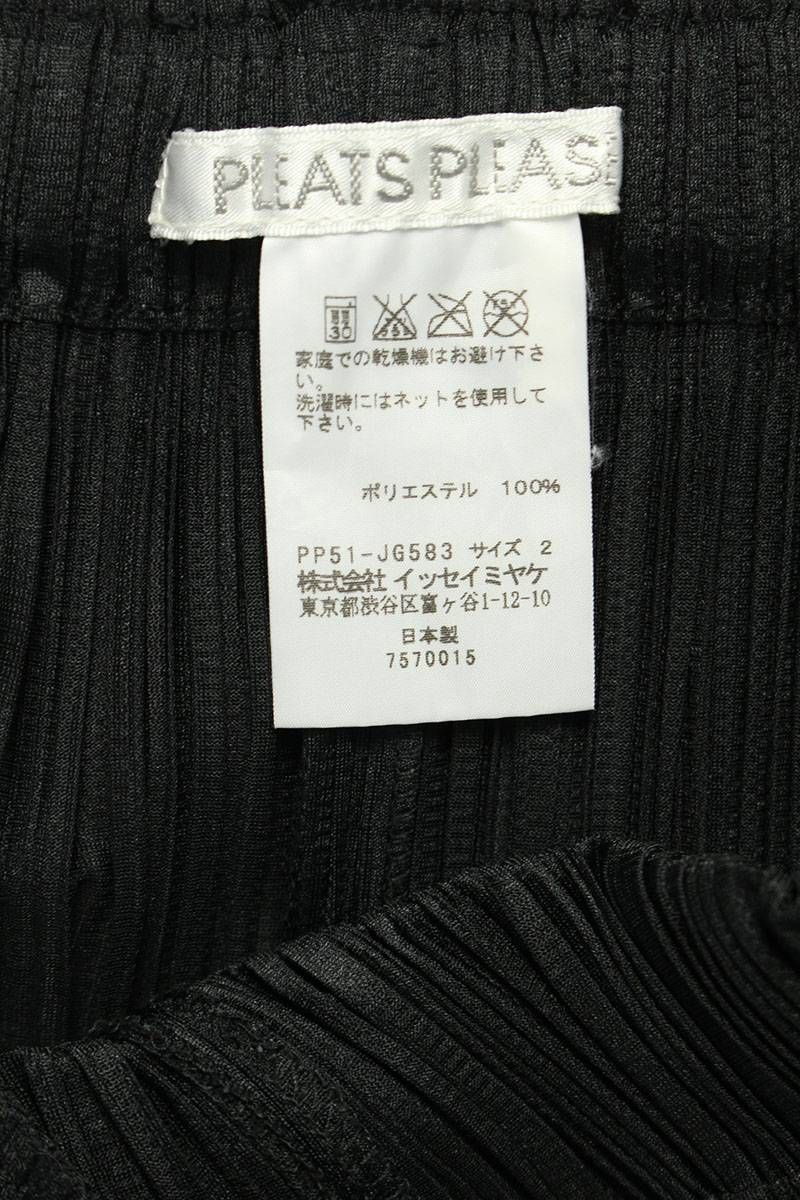 PLEATS PLEASE
30
家庭での乾燥機はお避け下さ
い。
洗濯時にはネットを使用して
下さい。
ポリエステル 100%
PP51-JG583 サイズ 2
株式会社 イッセイミヤケ
東京都渋谷区富ヶ谷1-12-10
日本製
7570015